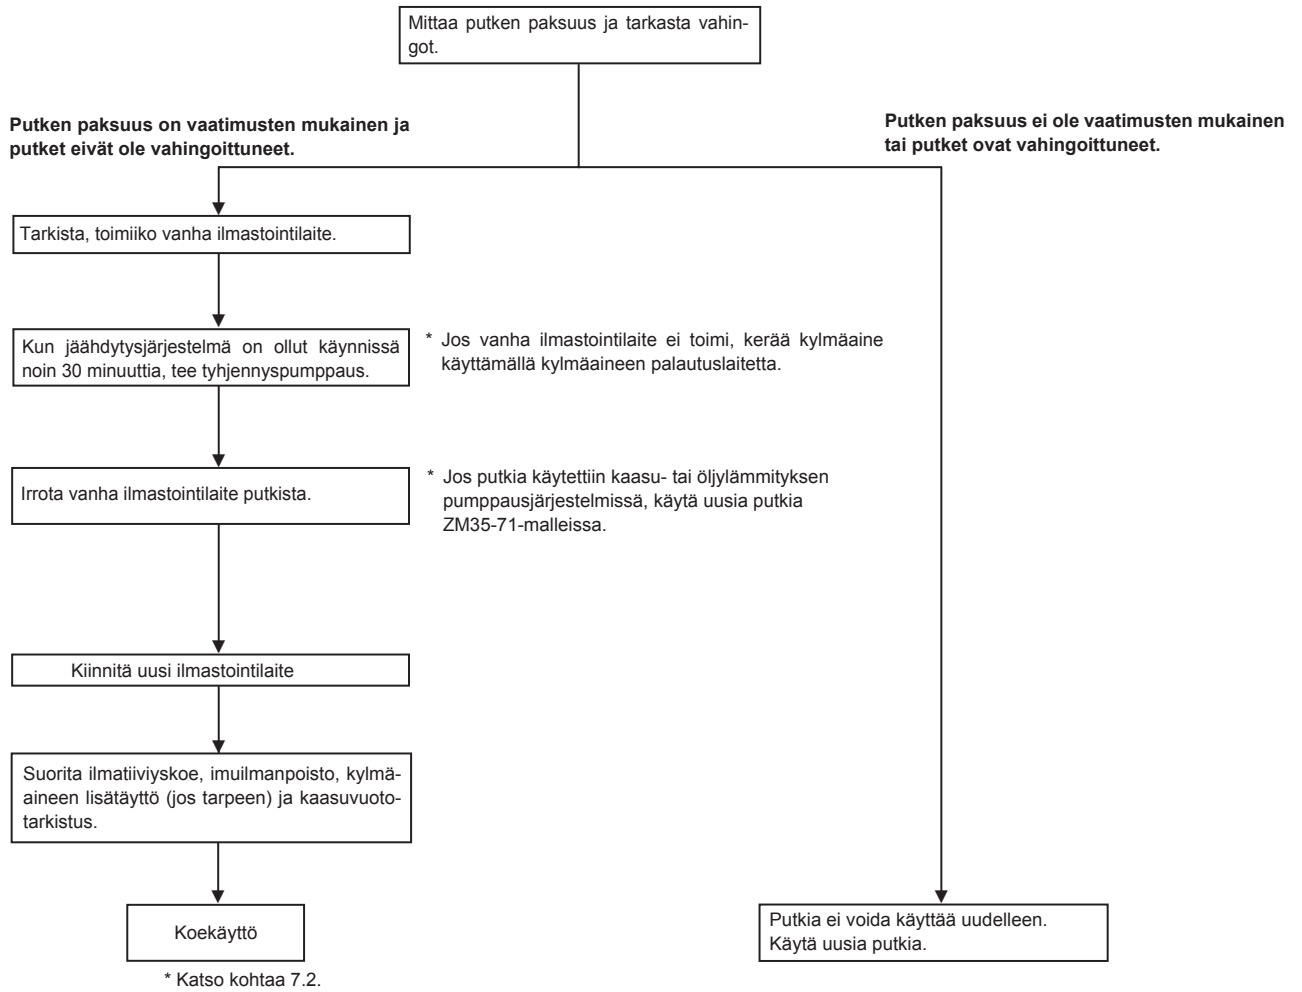 Mittaa putken paksuus ja tarkasta vahin-
got.
Putken paksuus on vaatimusten mukainen ja
putket eivät ole vahingoittuneet.
Putken paksuus ei ole vaatimusten mukainen
tai putket ovat vahingoittuneet.
Tarkista, toimiiko vanha ilmastointilaite.
Kun jäähdytysjärjestelmä on ollut käynnissä
noin 30 minuuttia, tee tyhjennyspumppaus.
* Jos vanha ilmastointilaite ei toimi, kerää kylmäaine
käyttämällä kylmäaineen palautuslaitetta.
Irrota vanha ilmastointilaite putkista.
* Jos putkia käytettiin kaasu- tai öljylämmityksen
pumppausjärjestelmissä, käytä uusia putkia
ZM35-71-malleissa.
Kiinnitä uusi ilmastointilaite
Suorita ilmatiiviyskoe, imuilmanpoisto, kylmä-
aineen lisätäyttö (jos tarpeen) ja kaasuvuoto-
tarkistus.
Koekäyttö
* Katso kohtaa 7.2.
Putkia ei voida käyttää uudelleen.
Käytä uusia putkia.